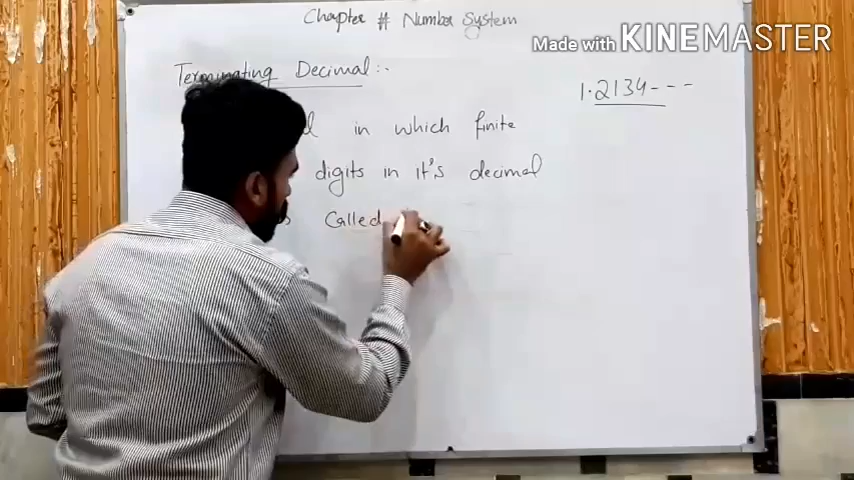 Chapter # Number System
Made with KINEMASTER
Terminating Decimal:-
1.2134---
in which finite
digits in it's decimal
Called